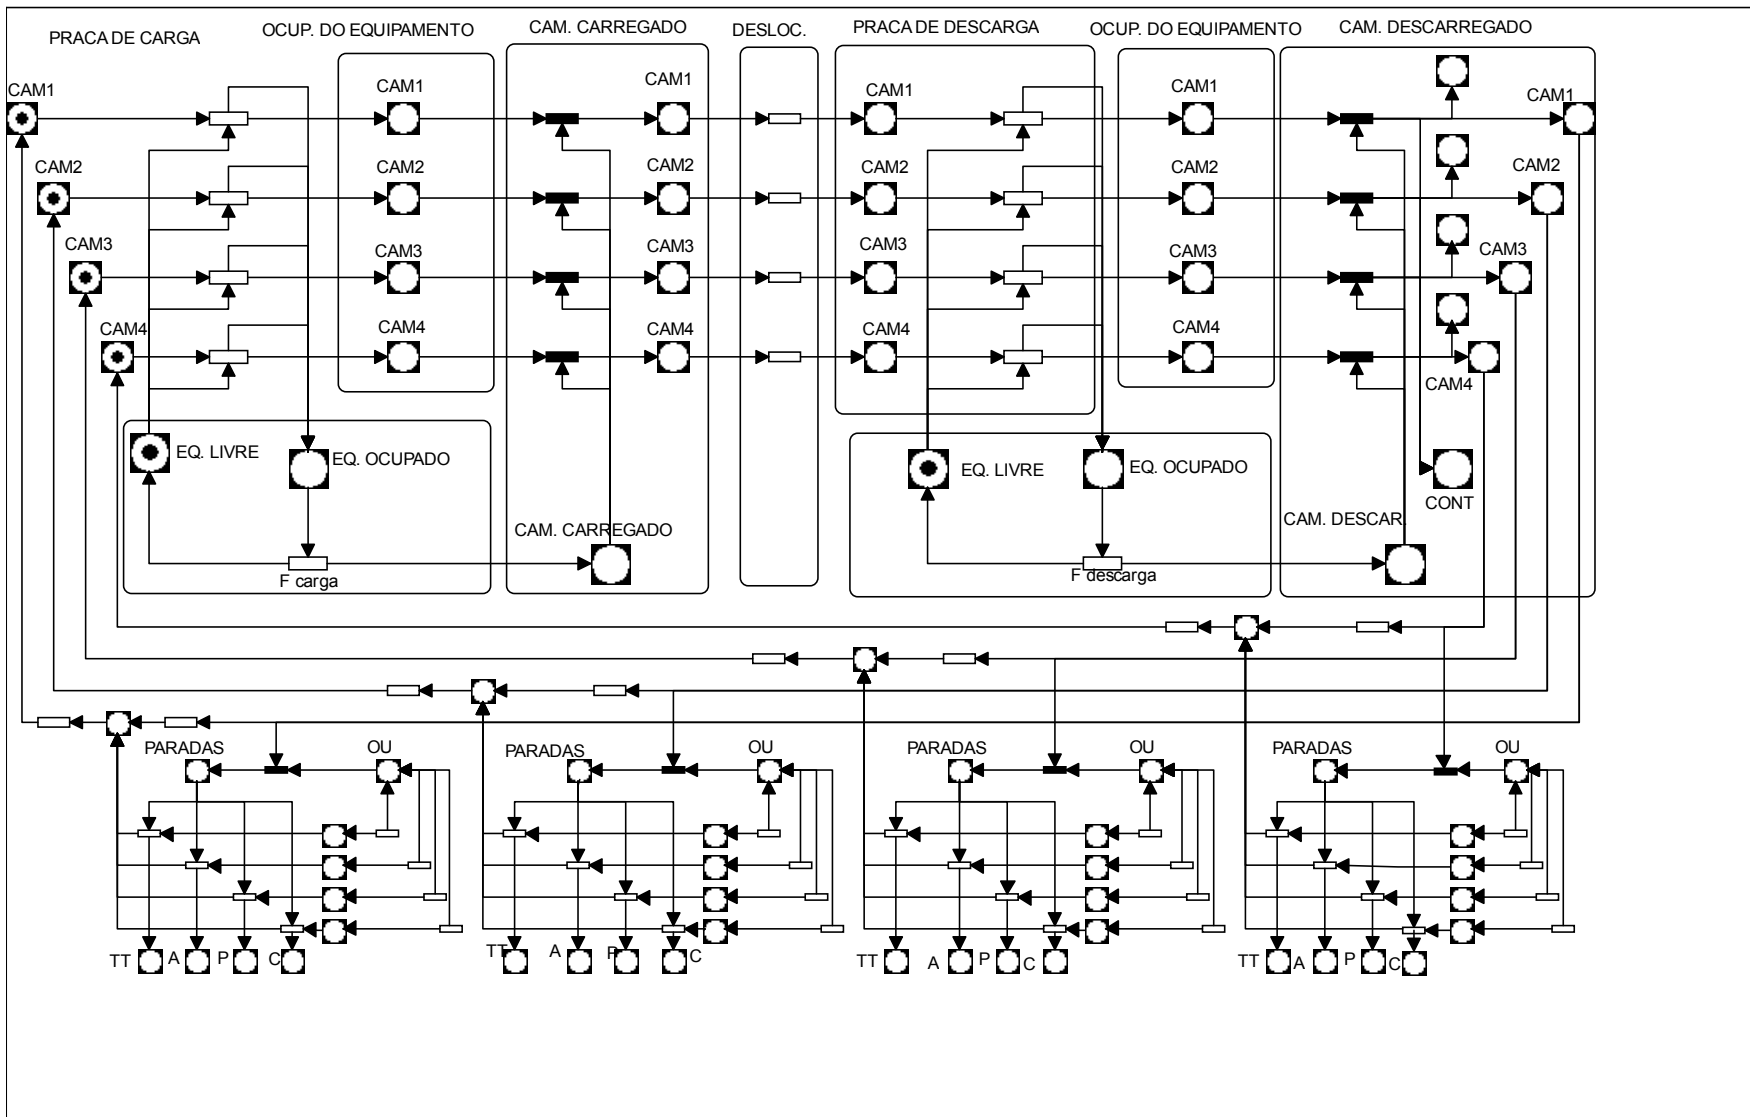 PRACA DE CARGA
OCUP. DO EQUIPAMENTO
CAM. CARREGADO
DESLOC.
PRACA DE DESCARGA
OCUP. DO EQUIPAMENTO
CAM. DESCARREGADO
CAM1
CAM1
CAM1
CAM1
CAM1
CAM1
CAM2
CAM2
CAM2
CAM2
CAM2
CAM2
CAM3
CAM3
CAM3
CAM3
CAM3
CAM3
CAM4
CAM4
CAM4
CAM4
CAM4
CAM4
EQ. LIVRE
EQ. OCUPADO
EQ. LIVRE
EQ. OCUPADO
CONT
CAM. CARREGADO
CAM. DESCAR.
F carga
F descarga
PARADAS
OU
PARADAS
OU
PARADAS
OU
PARADAS
OU
TT
A
P
C
TT
A
P
C
TT
A
P
C
TT
A
P
C